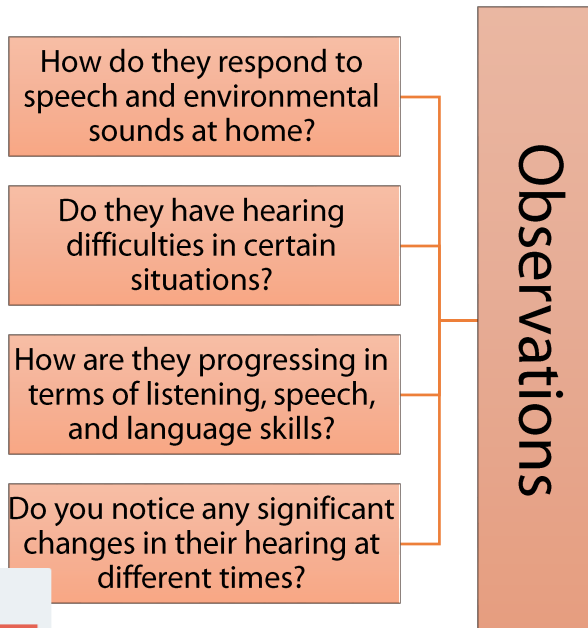 How do they respond to
speech and environmental
sounds at home?
Do they have hearing
difficulties in certain
situations?
How are they progressing in
terms of listening, speech,
and language skills?
Do you notice any significant
changes in their hearing at
different times?
Observations